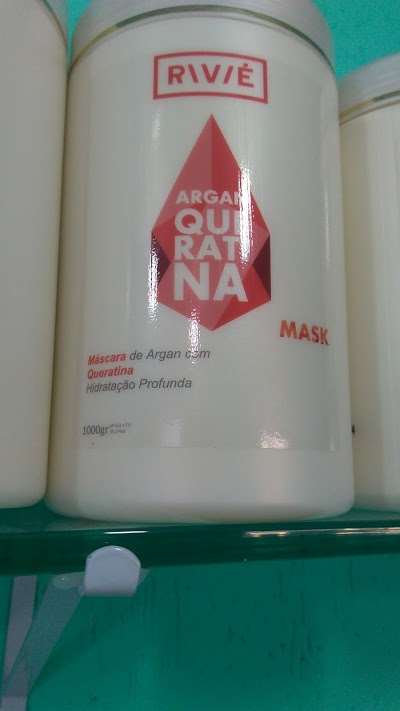 RIVIÉ
ARGAN
QUE
RATI
NA
MASK
Máscara de Argan com
Queratina
Hidratação Profunda
1000gr